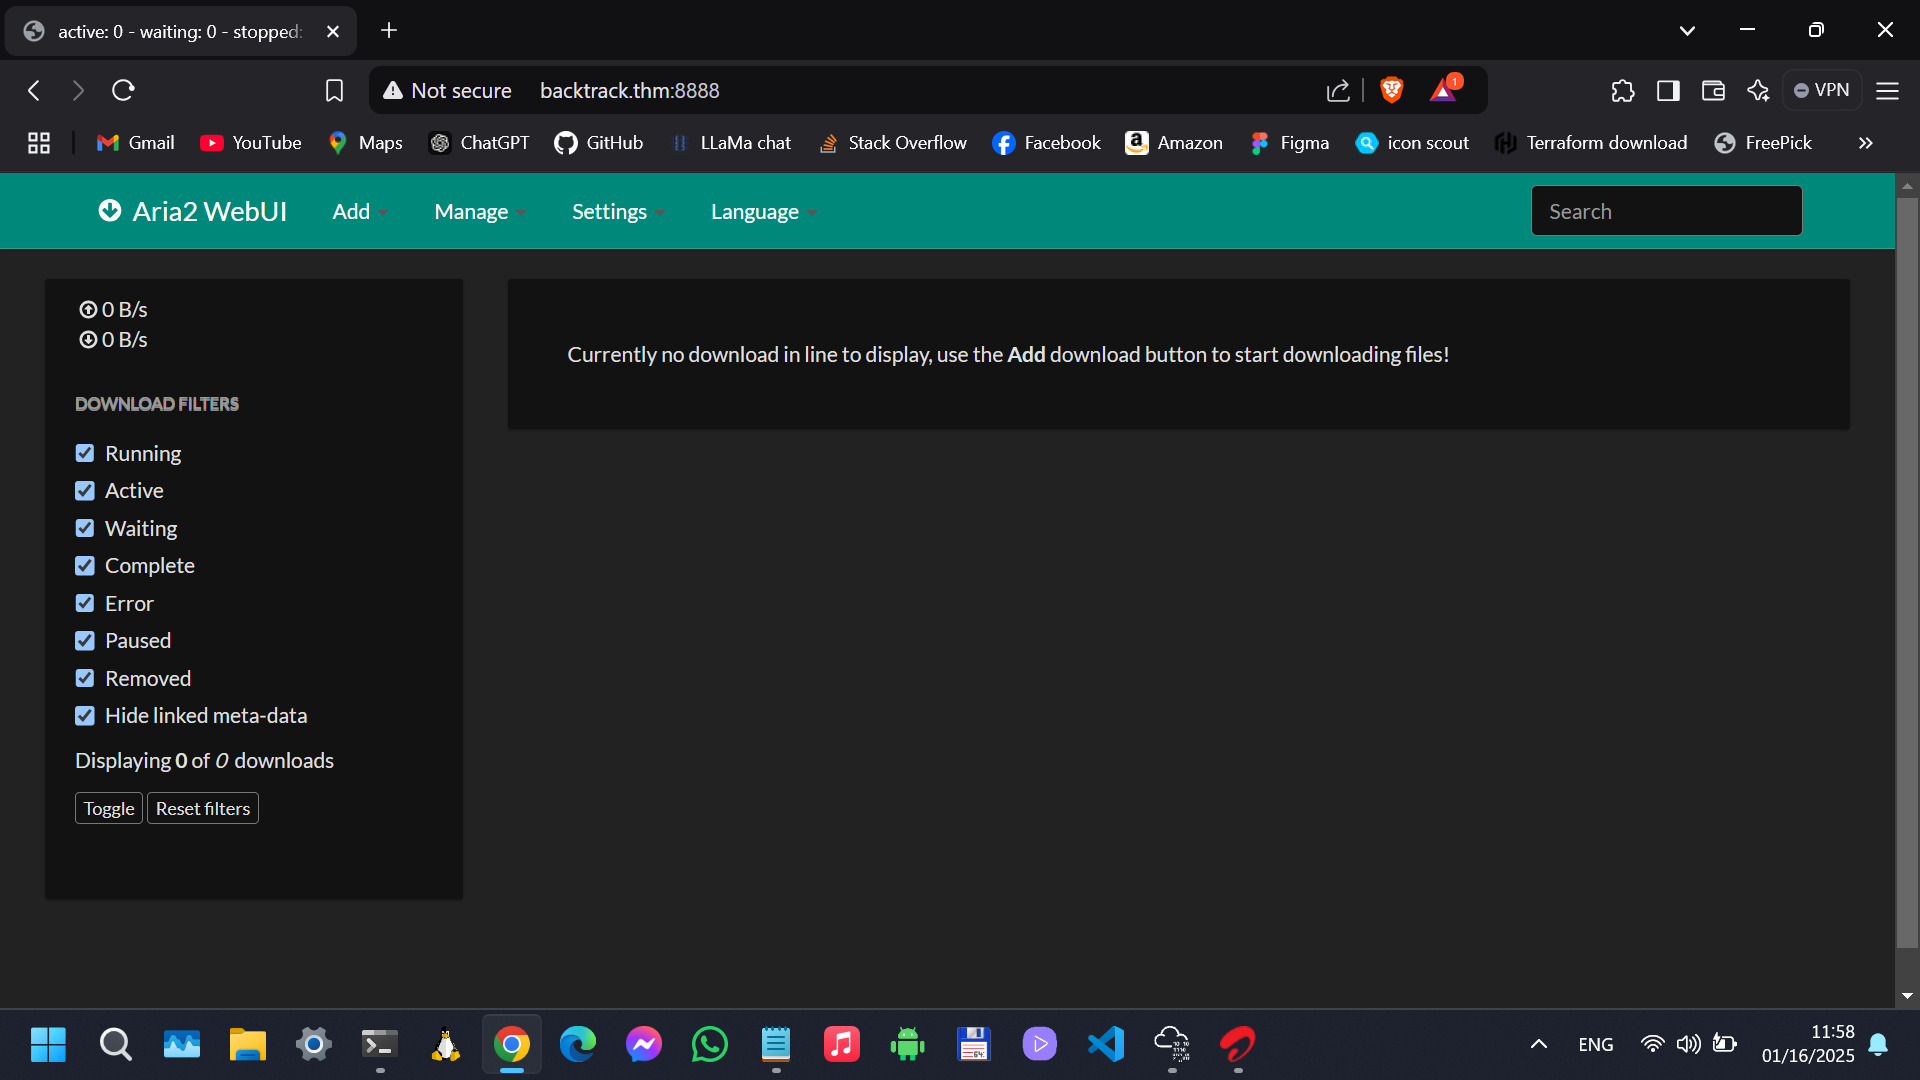 active: 0 - waiting: 0 - stopped:
Not secure backtrack.thm:8888
1
VPN
Gmail YouTube Maps ChatGPT GitHub LLaMa chat Stack Overflow Facebook Amazon Figma icon scout Terraform download FreePick
Aria2 WebUI Add Manage Settings Language Search
0 B/s
0 B/s
DOWNLOAD FILTERS
Running
Active
Waiting
Complete
Error
Paused
Removed
Hide linked meta-data
Displaying 0 of 0 downloads
Toggle Reset filters
Currently no download in line to display, use the Add download button to start downloading files!
ENG
11:58
01/16/2025